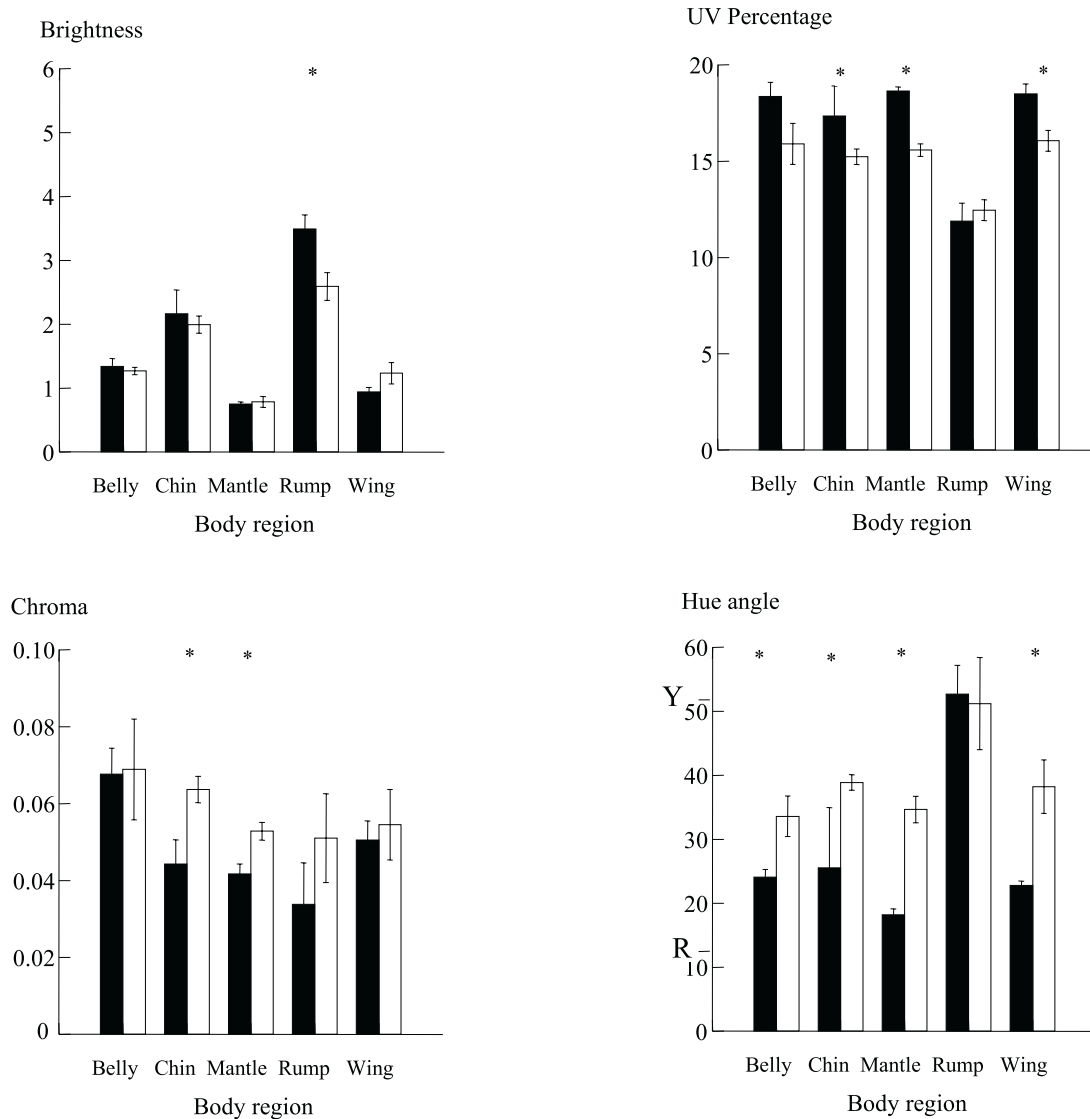 Brightness
6
*
5
4
3
2
1
0
Belly Chin Mantle Rump Wing
Body region
UV Percentage
20
* * *
15
10
5
0
Belly Chin Mantle Rump Wing
Body region
Chroma
0.10
* *
0.08
0.06
0.04
0.02
0
Belly Chin Mantle Rump Wing
Body region
Hue angle
60
* * * *
Y
50
40
30
20
R
10
0
Belly Chin Mantle Rump Wing
Body region